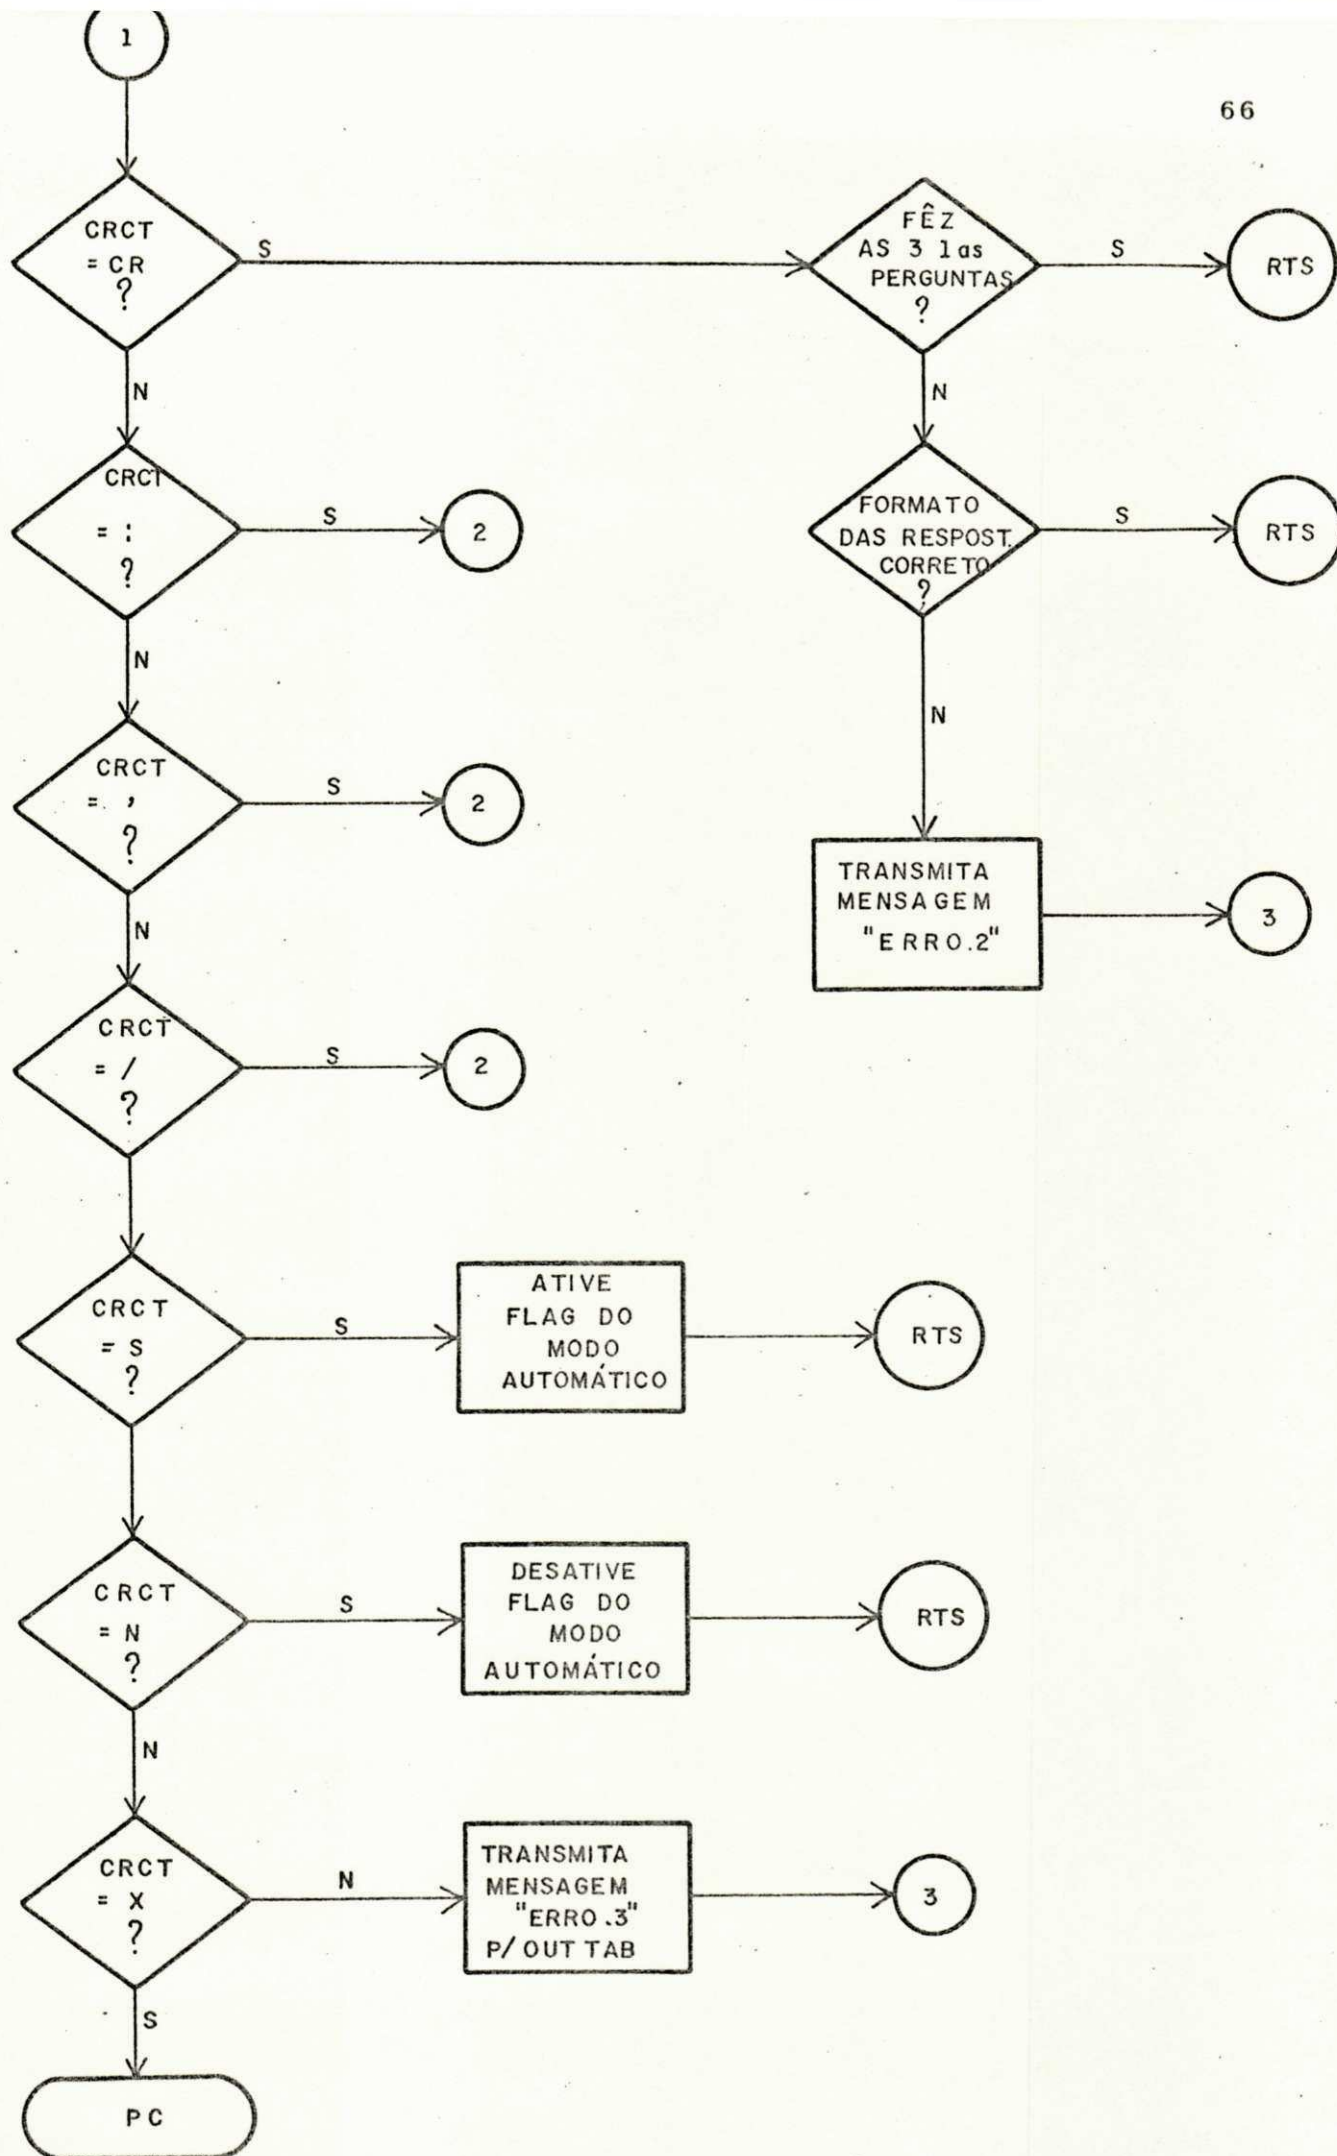 1
66
CRCT
= CR
?
S
FÊZ
AS 3 1as
PERGUNTAS
?
S
RTS
N
N
CRCT
= :
?
S
2
FORMATO
DAS RESPOST.
CORRETO
?
S
RTS
N
N
CRCT
= ,
?
S
2
TRANSMITA
MENSAGEM
"ERRO.2"
3
N
CRCT
= /
?
S
2
CRCT
= S
?
S
ATIVE
FLAG DO
MODO
AUTOMÁTICO
RTS
CRCT
= N
?
S
DESATIVE
FLAG DO
MODO
AUTOMÁTICO
RTS
N
CRCT
= X
?
N
TRANSMITA
MENSAGEM
"ERRO.3"
P/ OUT TAB
3
S
PC